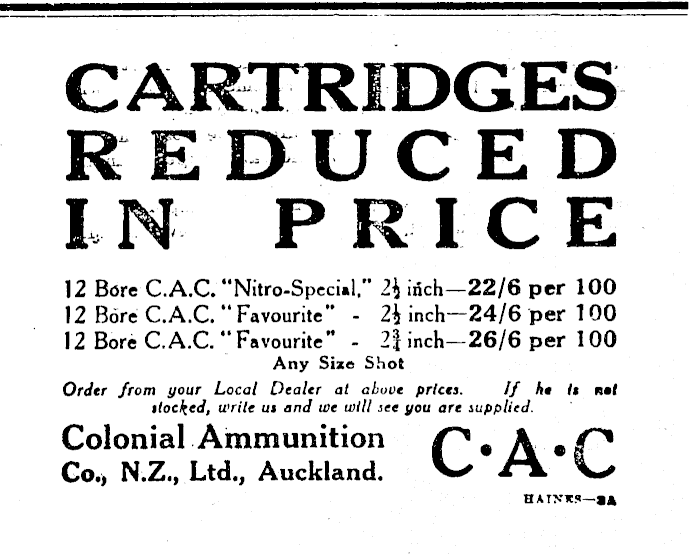 CARTRIDGES
REDUCED
IN PRICE
12 Bore C.A.C. "Nitro-Special," 2½ inch—22/6 per 100
12 Bore C.A.C. "Favourite" - 2½ inch—24/6 per 100
12 Bore C.A.C. "Favourite" - 2¾ inch—26/6 per 100
Any Size Shot
Order from your Local Dealer at above prices. If he is not
stocked, write us and we will see you are supplied.
Colonial Ammunition
Co., N.Z., Ltd., Auckland.
C·A·C
HAINES—3A